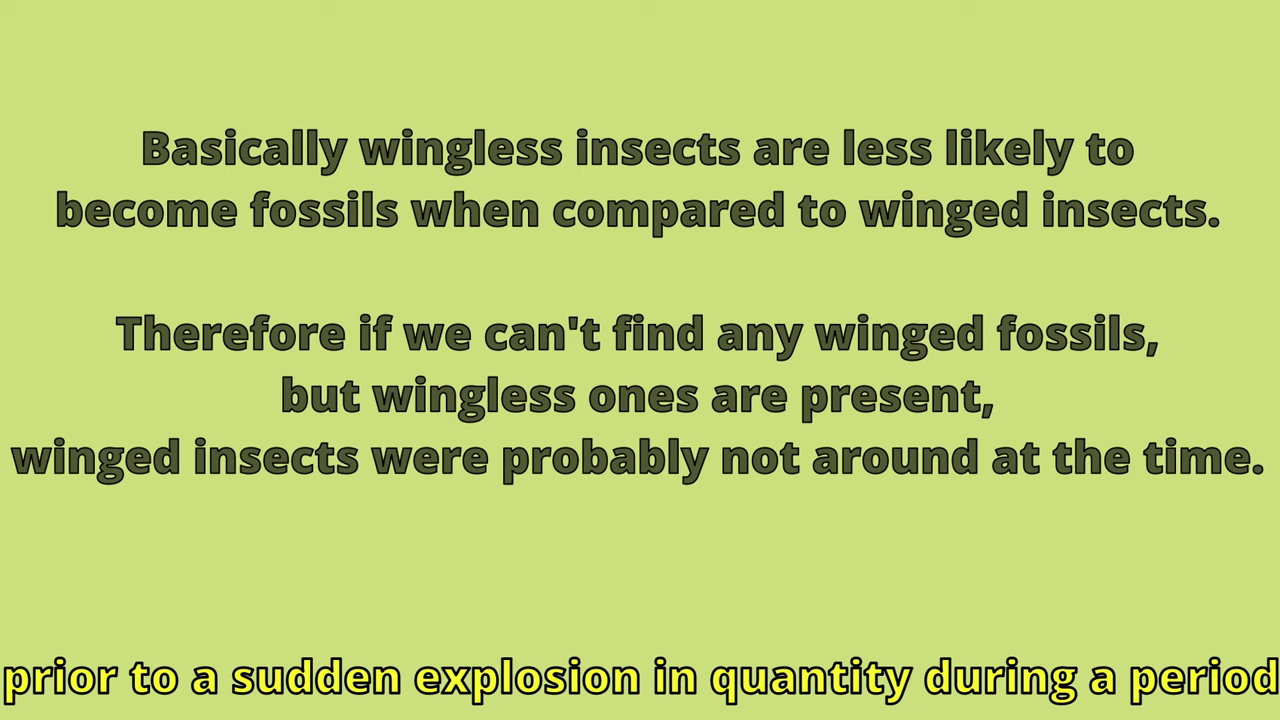 Basically wingless insects are less likely to
become fossils when compared to winged insects.
Therefore if we can't find any winged fossils,
but wingless ones are present,
winged insects were probably not around at the time.
prior to a sudden explosion in quantity during a period